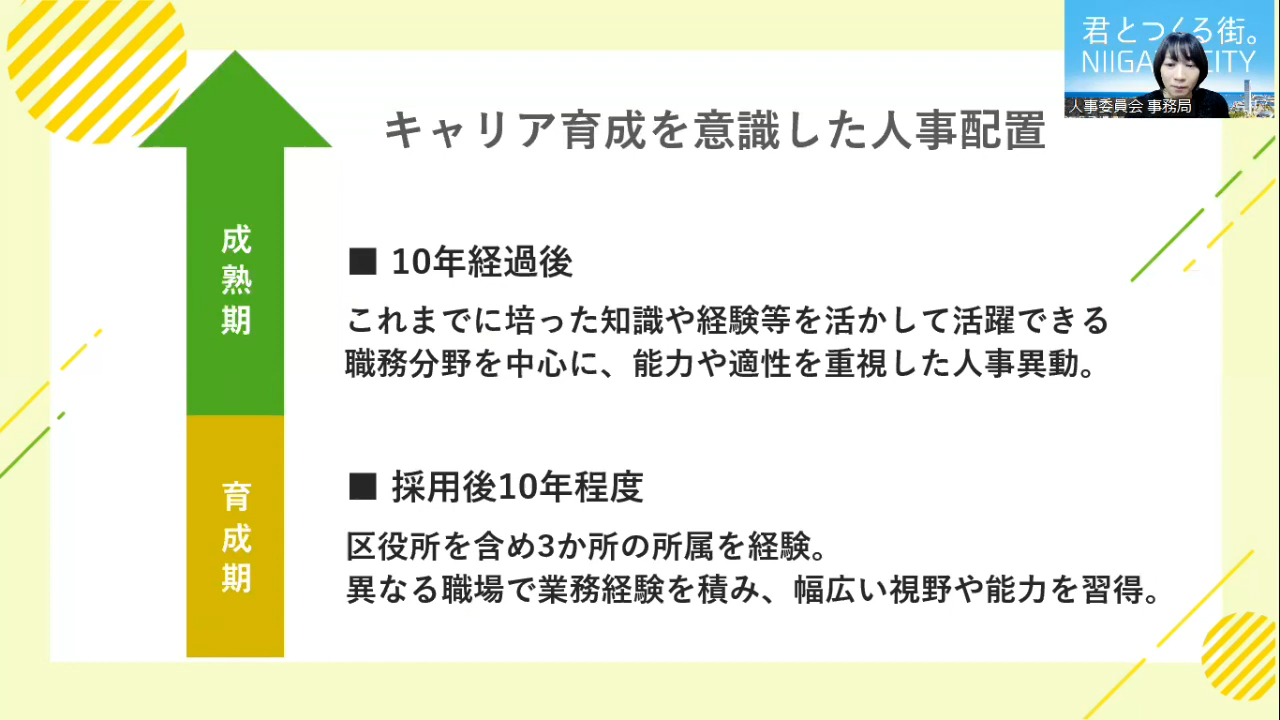 君とつくる街。
NIIGATA CITY
人事委員会 事務局
キャリア育成を意識した人事配置
成熟期
■ 10年経過後
これまでに培った知識や経験等を活かして活躍できる
職務分野を中心に、能力や適性を重視した人事異動。
育成期
■ 採用後10年程度
区役所を含め3か所の所属を経験。
異なる職場で業務経験を積み、幅広い視野や能力を習得。